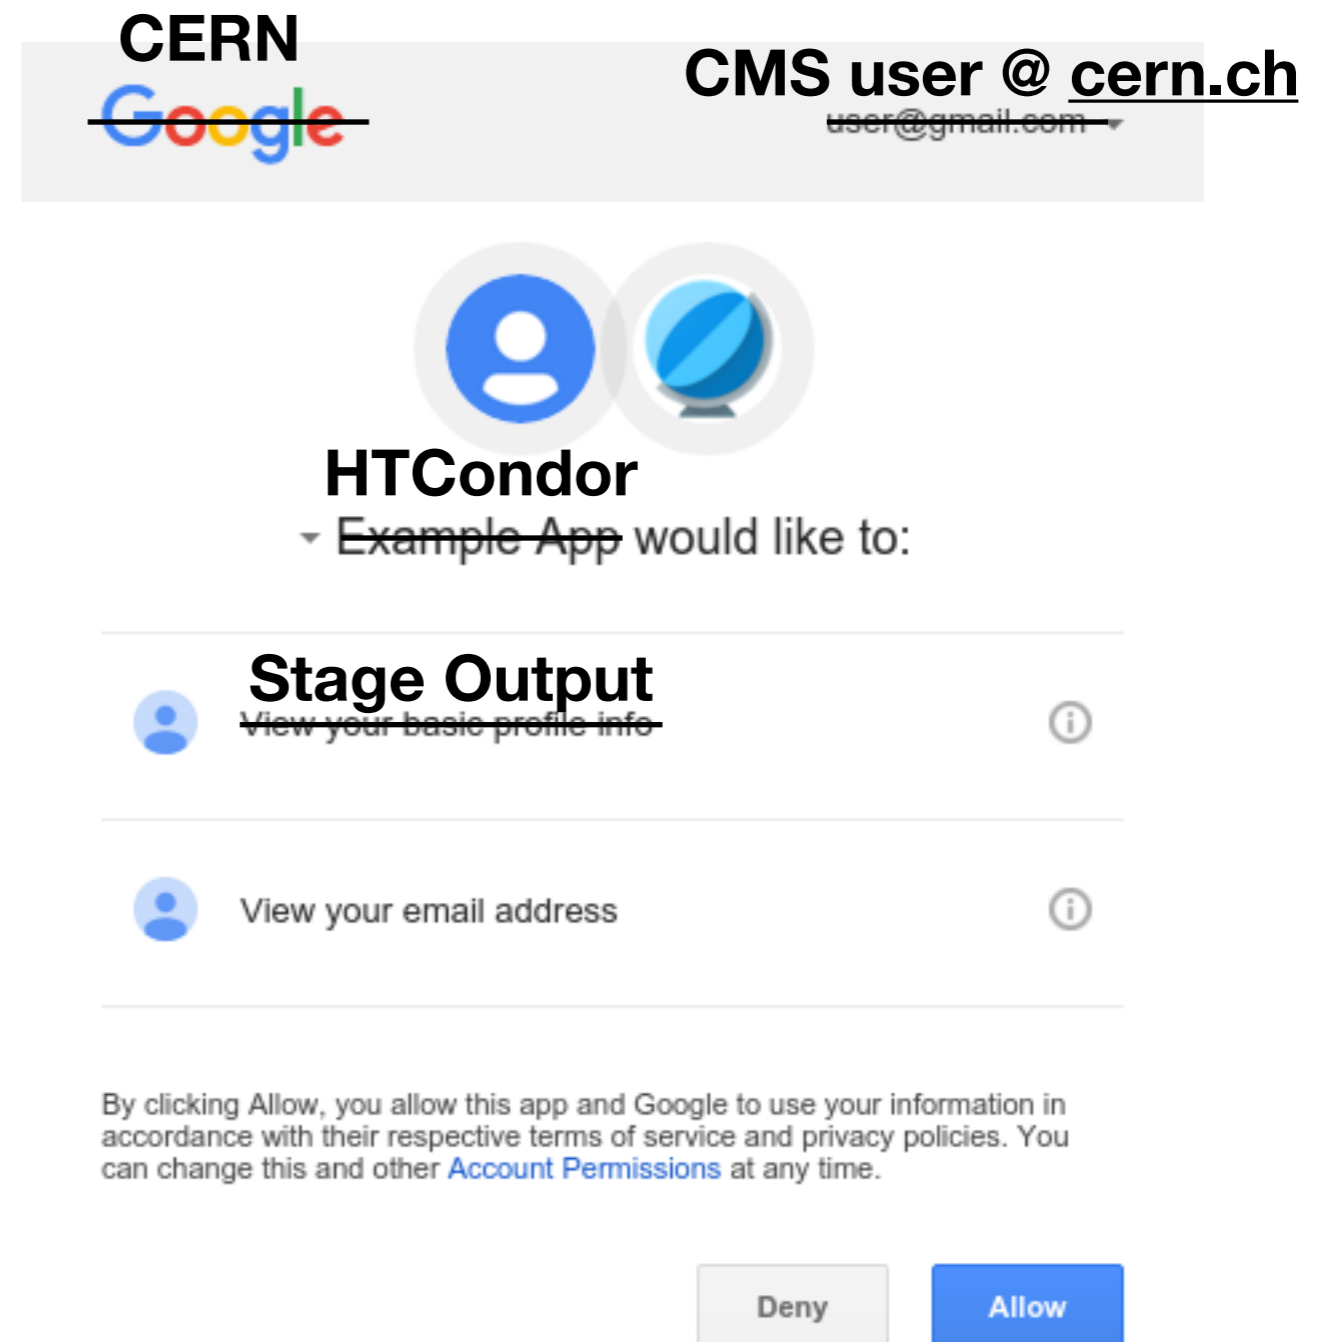 CERN
Google
CMS user @ cern.ch
user@gmail.com
HTCondor
Example App would like to:
Stage Output
View your basic profile info
View your email address
By clicking Allow, you allow this app and Google to use your information in
accordance with their respective terms of service and privacy policies. You
can change this and other Account Permissions at any time.
Deny
Allow